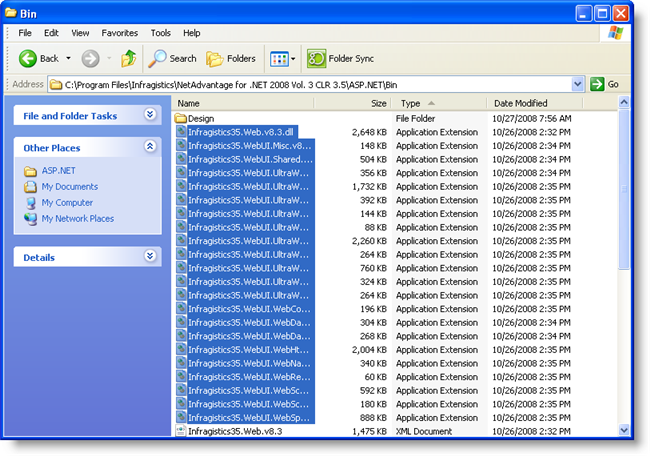 Bin
File Edit View Favorites Tools Help
Back Search Folders Folder Sync
Address C:\Program Files\Infragistics\NetAdvantage for .NET 2008 Vol. 3 CLR 3.5\ASP.NET\Bin Go
File and Folder Tasks
Other Places
ASP.NET
My Documents
My Computer
My Network Places
Details
Name Size Type Date Modified
Design File Folder 10/27/2008 7:56 AM
Infragistics35.Web.v8.3.dll 2,648 KB Application Extension 10/26/2008 2:32 PM
Infragistics35.WebUI.Misc.v8... 148 KB Application Extension 10/26/2008 2:34 PM
Infragistics35.WebUI.Shared.... 504 KB Application Extension 10/26/2008 2:34 PM
Infragistics35.WebUI.UltraW... 356 KB Application Extension 10/26/2008 2:34 PM
Infragistics35.WebUI.UltraW... 1,732 KB Application Extension 10/26/2008 2:35 PM
Infragistics35.WebUI.UltraW... 392 KB Application Extension 10/26/2008 2:35 PM
Infragistics35.WebUI.UltraW... 144 KB Application Extension 10/26/2008 2:35 PM
Infragistics35.WebUI.UltraW... 88 KB Application Extension 10/26/2008 2:35 PM
Infragistics35.WebUI.UltraW... 2,260 KB Application Extension 10/26/2008 2:35 PM
Infragistics35.WebUI.UltraW... 264 KB Application Extension 10/26/2008 2:35 PM
Infragistics35.WebUI.UltraW... 760 KB Application Extension 10/26/2008 2:35 PM
Infragistics35.WebUI.UltraW... 324 KB Application Extension 10/26/2008 2:35 PM
Infragistics35.WebUI.UltraW... 264 KB Application Extension 10/26/2008 2:35 PM
Infragistics35.WebUI.WebCo... 196 KB Application Extension 10/26/2008 2:35 PM
Infragistics35.WebUI.WebDa... 304 KB Application Extension 10/26/2008 2:34 PM
Infragistics35.WebUI.WebDa... 268 KB Application Extension 10/26/2008 2:34 PM
Infragistics35.WebUI.WebHt... 2,004 KB Application Extension 10/26/2008 2:35 PM
Infragistics35.WebUI.WebNa... 340 KB Application Extension 10/26/2008 2:35 PM
Infragistics35.WebUI.WebRe... 60 KB Application Extension 10/26/2008 2:34 PM
Infragistics35.WebUI.WebSc... 592 KB Application Extension 10/26/2008 2:35 PM
Infragistics35.WebUI.WebSc... 180 KB Application Extension 10/26/2008 2:35 PM
Infragistics35.WebUI.WebSp... 888 KB Application Extension 10/26/2008 2:35 PM
Infragistics35.Web.v8.3 1,475 KB XML Document 10/26/2008 2:32 PM